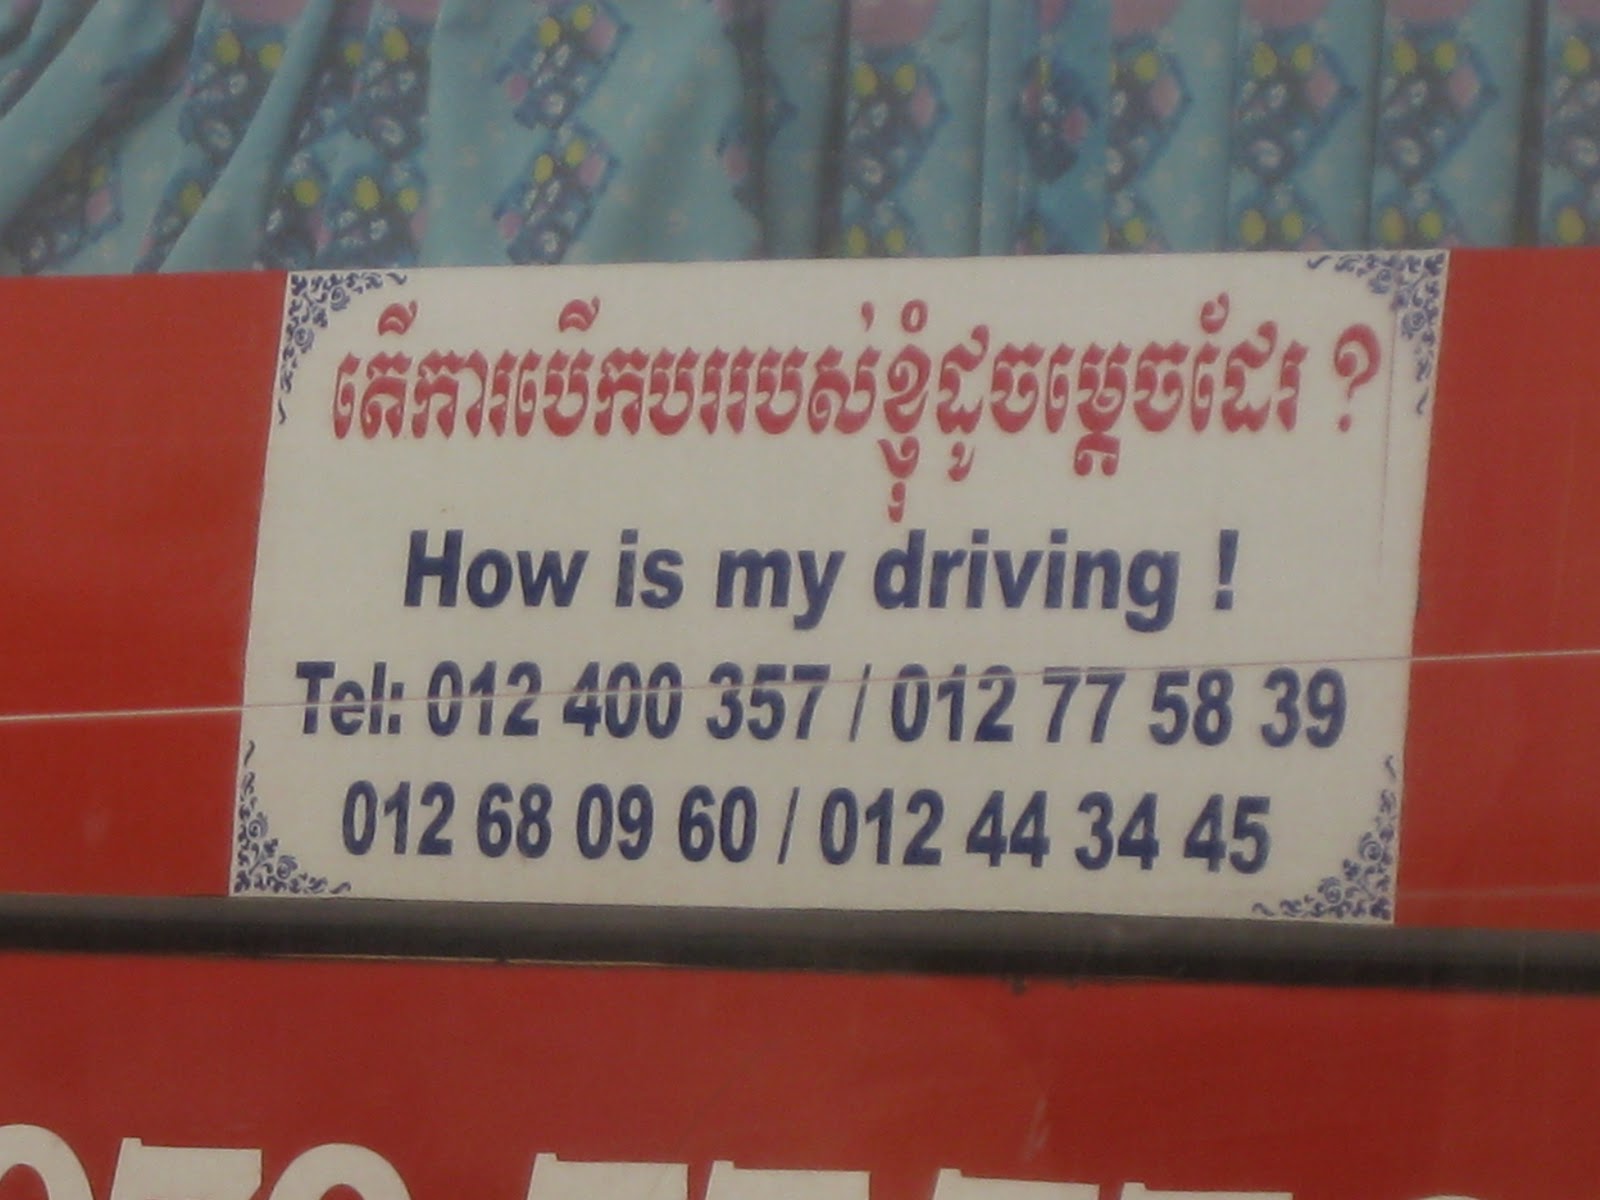 តើការបើកបររបស់ខ្ញុំដូចម្តេចដែរ ?
How is my driving !
Tel: 012 400 357 / 012 77 58 39
012 68 09 60 / 012 44 34 45